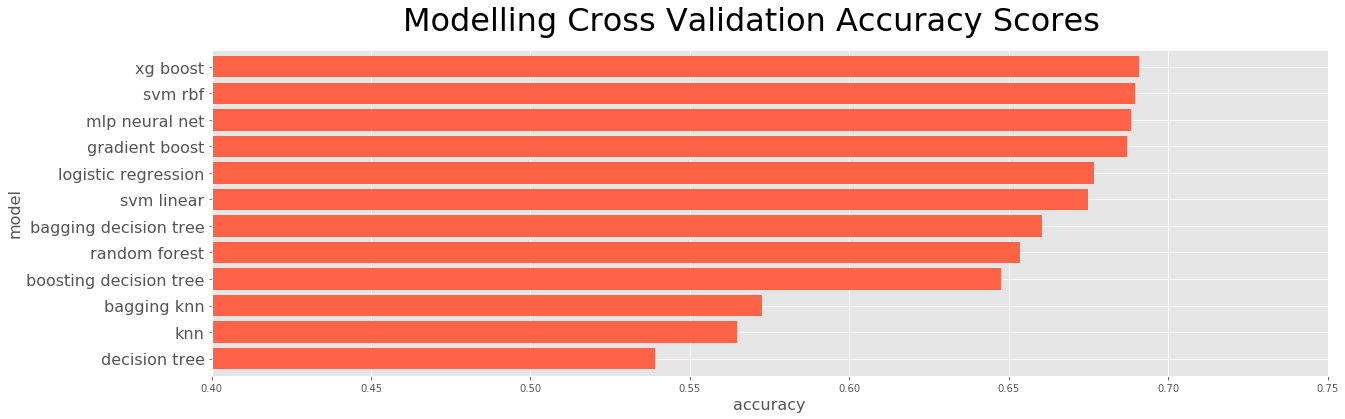 Modelling Cross Validation Accuracy Scores
xg boost
svm rbf
mlp neural net
gradient boost
logistic regression
svm linear
bagging decision tree
random forest
boosting decision tree
bagging knn
knn
decision tree
model
0.40 0.45 0.50 0.55 0.60 0.65 0.70 0.75
accuracy